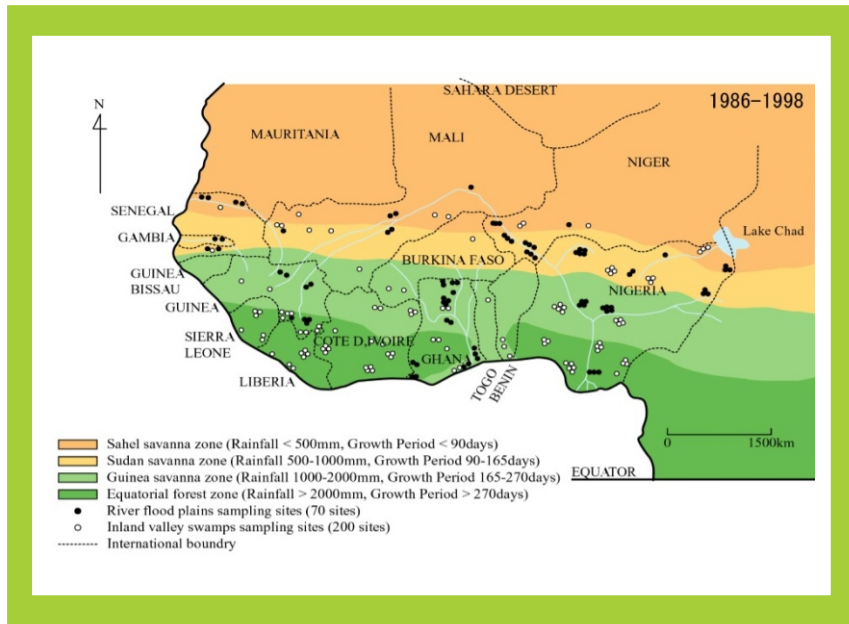 1986-1998
SAHARA DESERT
N
MAURITANIA
MALI
NIGER
SENEGAL
Lake Chad
GAMBIA
BURKINA FASO
GUINEA
BISSAU
NIGERIA
GUINEA
SIERRA
LEONE
COTE D,IVOIRE
GHANA
LIBERIA
TOGO
BENIN
0 1500km
EQUATOR
Sahel savanna zone (Rainfall < 500mm, Growth Period < 90days)
Sudan savanna zone (Rainfall 500-1000mm, Growth Period 90-165days)
Guinea savanna zone (Rainfall 1000-2000mm, Growth Period 165-270days)
Equatorial forest zone (Rainfall > 2000mm, Growth Period > 270days)
River flood plains sampling sites (70 sites)
Inland valley swamps sampling sites (200 sites)
International boundry